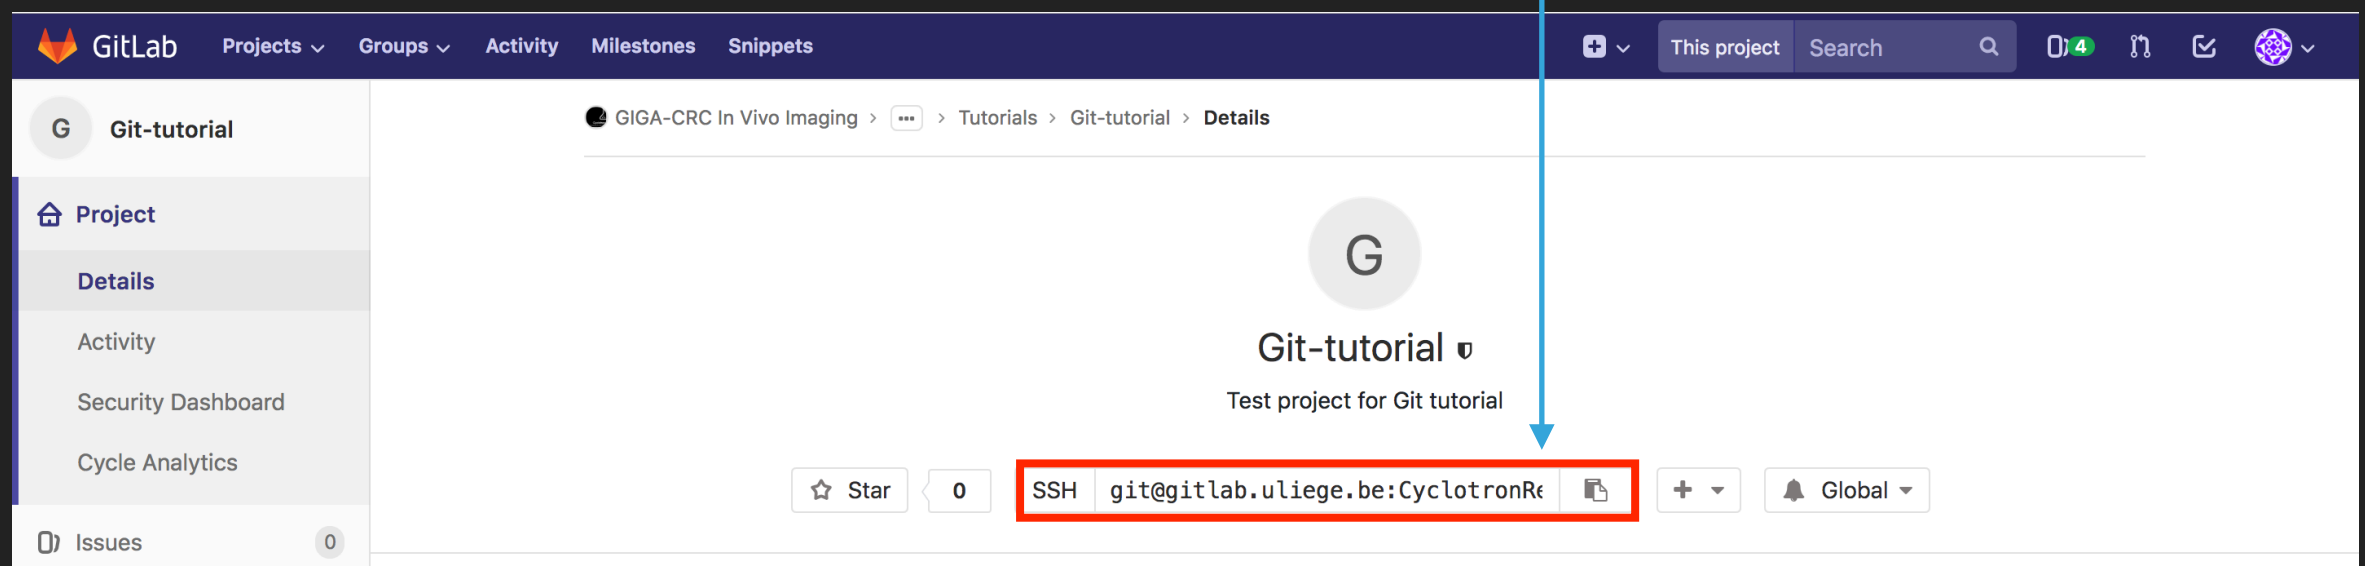 GitLab Projects Groups Activity Milestones Snippets This project Search 4
G Git-tutorial
GIGA-CRC In Vivo Imaging > ... > Tutorials > Git-tutorial > Details
Project
Details
Activity
Security Dashboard
Cycle Analytics
Issues 0
G
Git-tutorial
Test project for Git tutorial
Star 0 SSH git@gitlab.uliege.be:CyclotronRe Global